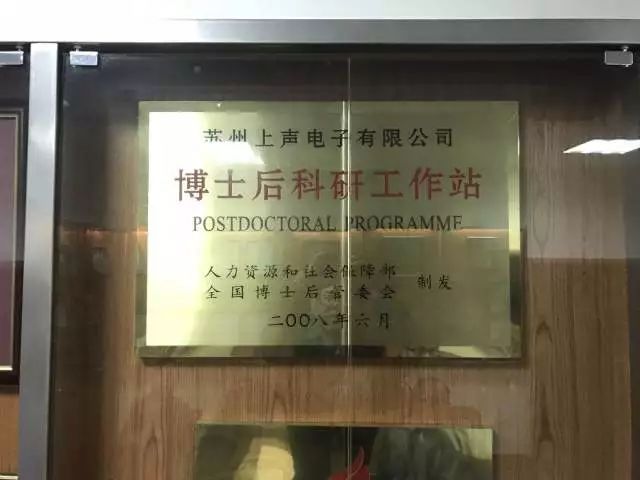 苏州上声电子有限公司
博士后科研工作站
POSTDOCTORAL PROGRAMME
人力资源和社会保障部
全国博士后管委会 制发
二〇〇八年六月